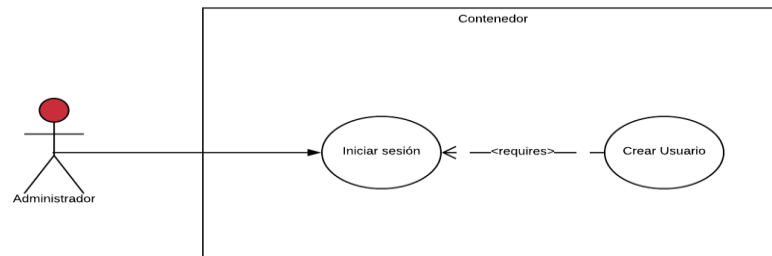 Contenedor
Iniciar sesión
<requires>
Crear Usuario
Administrador